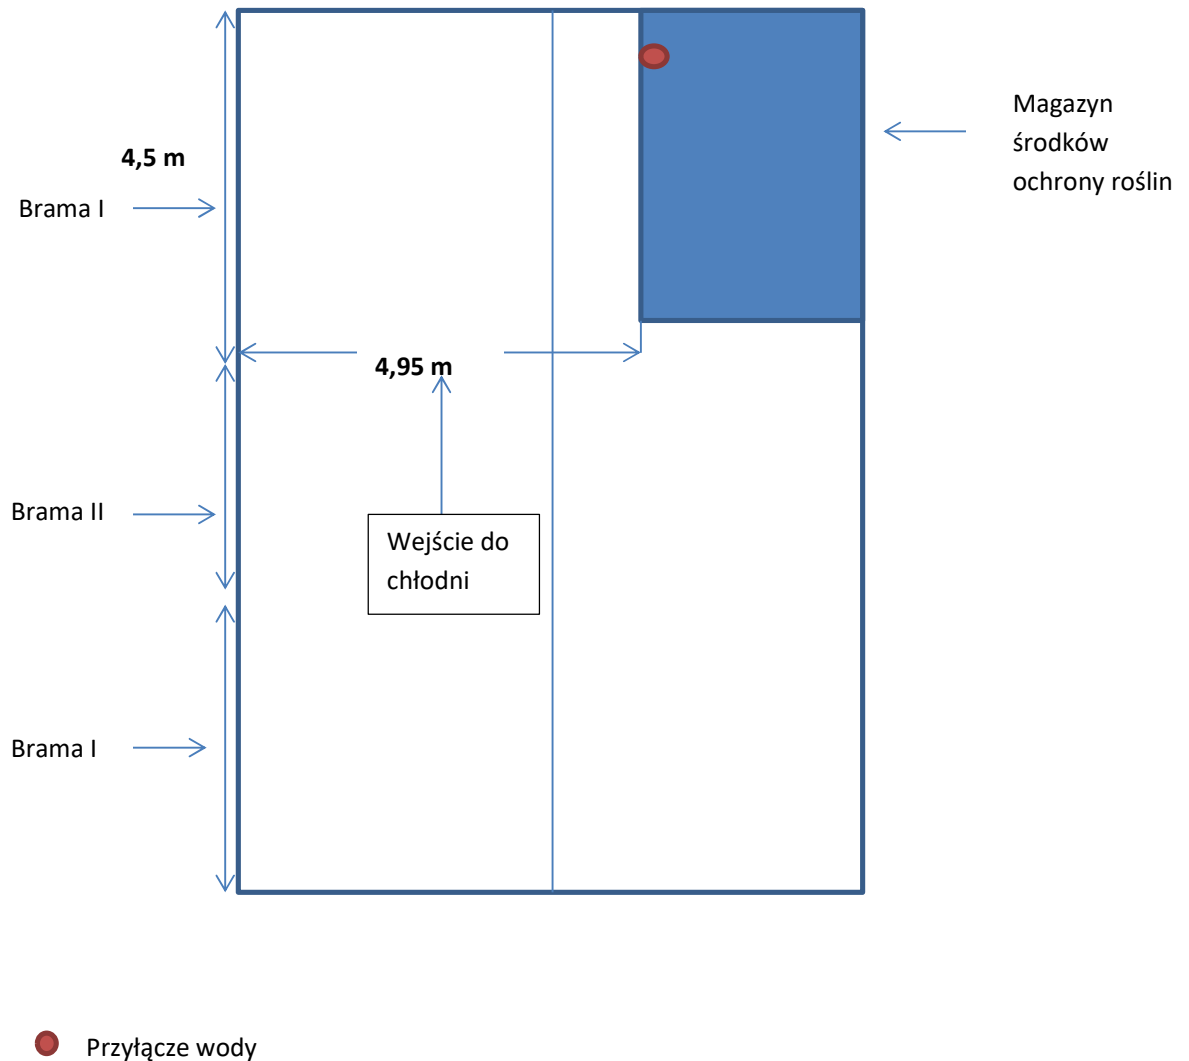 Magazyn
środków
ochrony roślin
4,5 m
Brama I
4,95 m
Brama II
Wejście do
chłodni
Brama I
Przyłącze wody